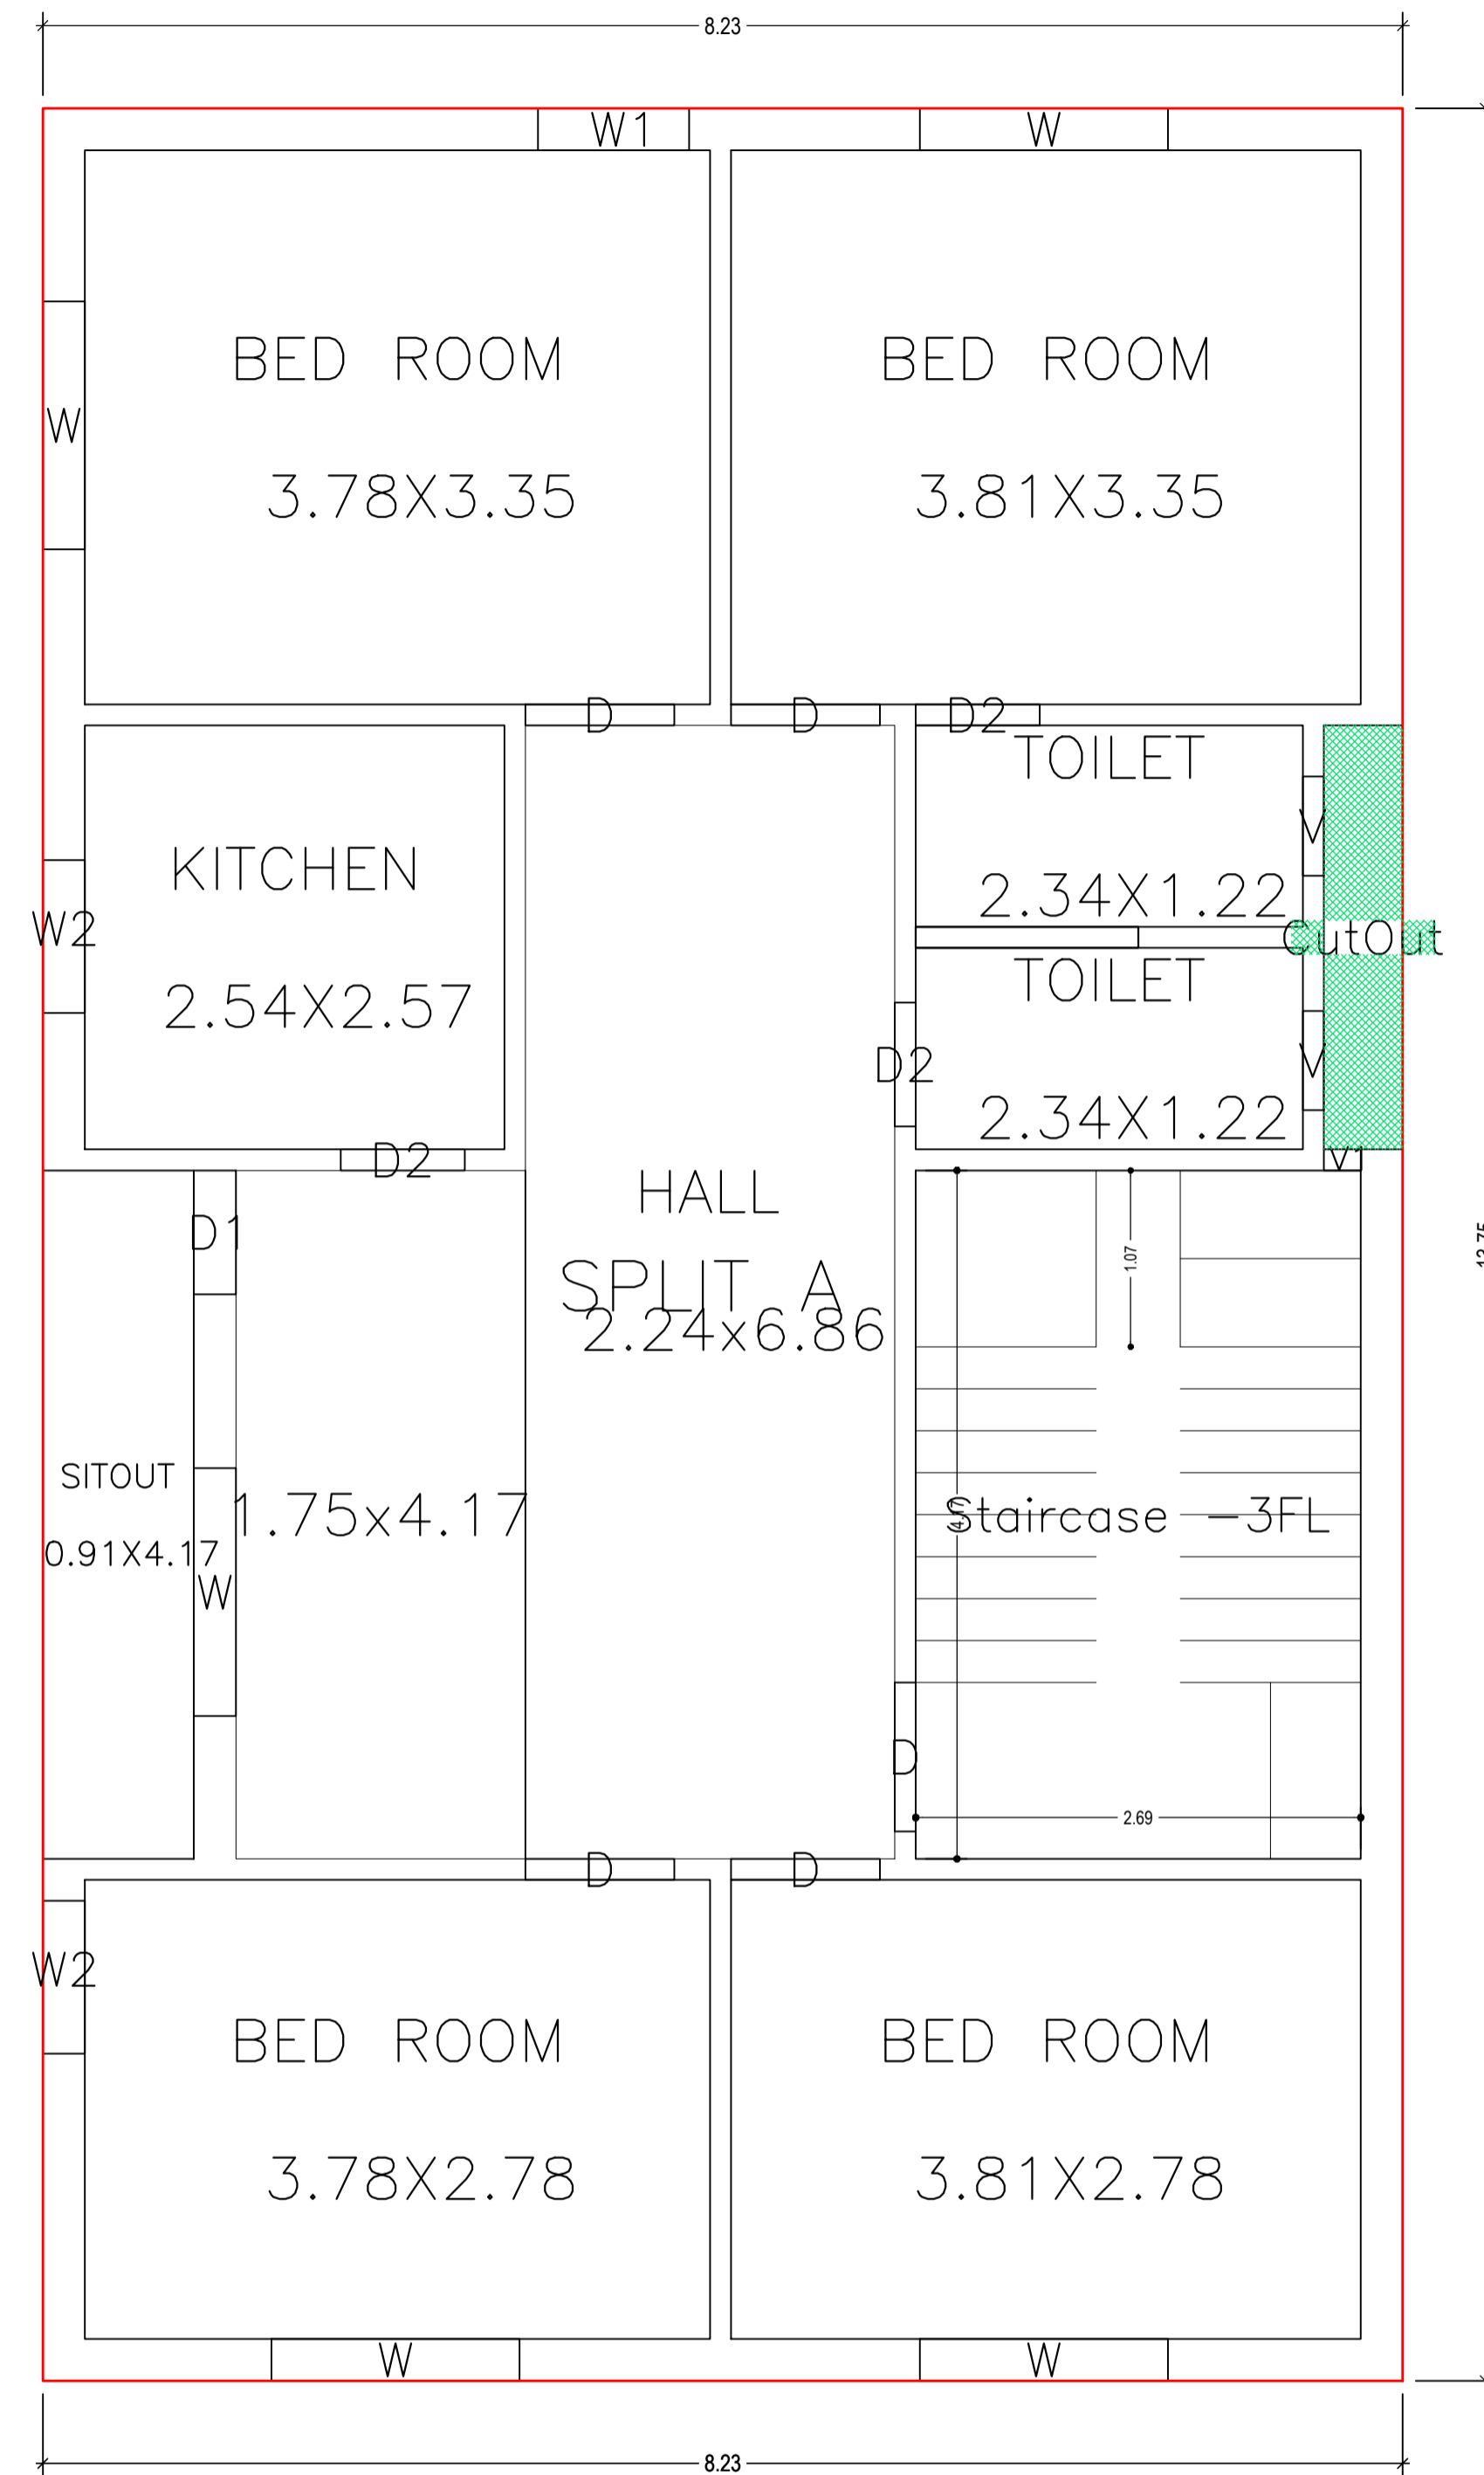 8.23
W1
W
BED ROOM
BED ROOM
W
3.78X3.35
3.81X3.35
D
D
D2
TOILET
V
KITCHEN
2.34X1.22
W2
CutOut
TOILET
2.54X2.57
V
D2
2.34X1.22
D2
V1
HALL
D1
1.07
SPLIT A
2.24x6.86
SITOUT
1.75x4.17
4.17
Staircase -3FL
0.91X4.17
W
D
2.69
D
D
W2
BED ROOM
BED ROOM
3.78X2.78
3.81X2.78
W
W
8.23